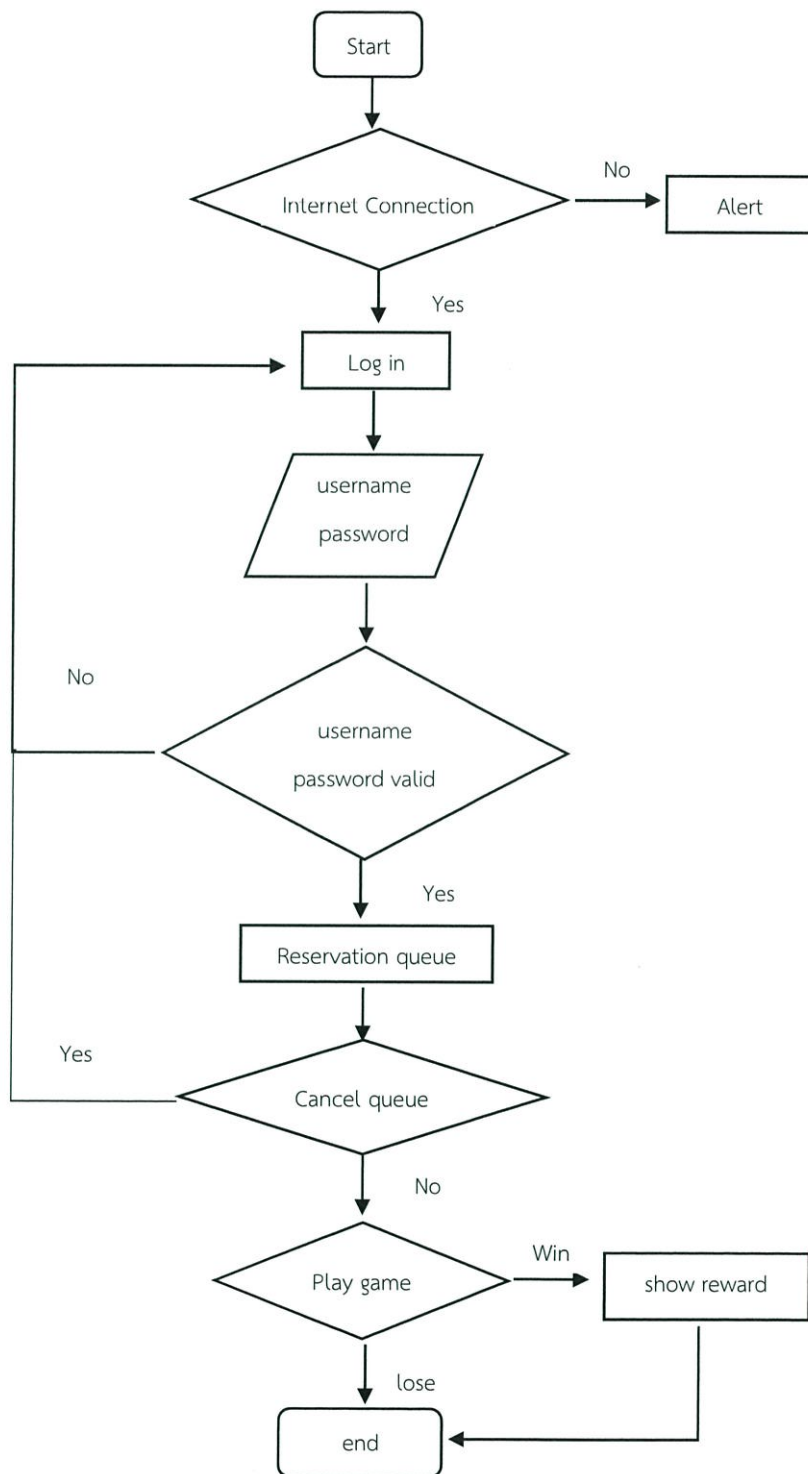 Start
Internet Connection
No
Alert
Yes
Log in
username
password
No
username
password valid
Yes
Reservation queue
Yes
Cancel queue
No
Play game
Win
show reward
lose
end